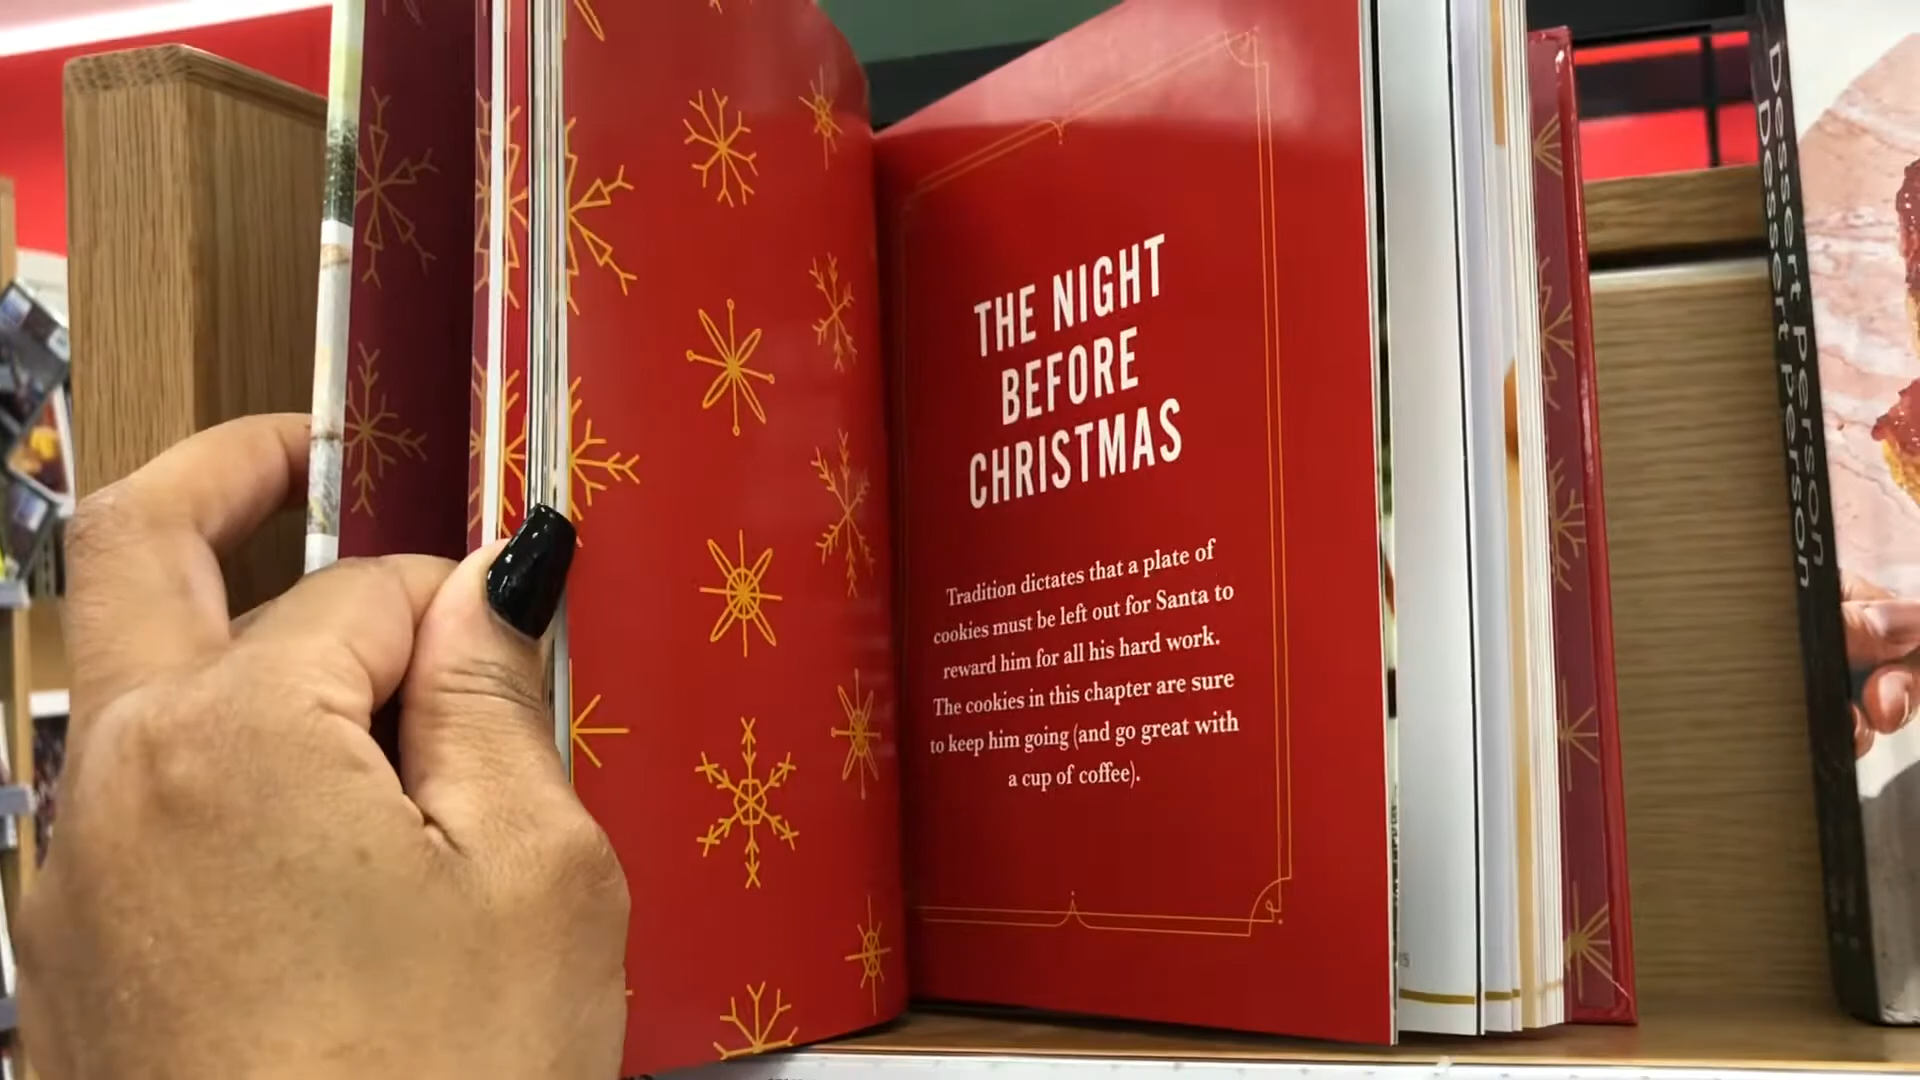 THE NIGHT
BEFORE
CHRISTMAS
Tradition dictates that a plate of
cookies must be left out for Santa to
reward him for all his hard work.
The cookies in this chapter are sure
to keep him going (and go great with
a cup of coffee).
Dessert person
Dessert person